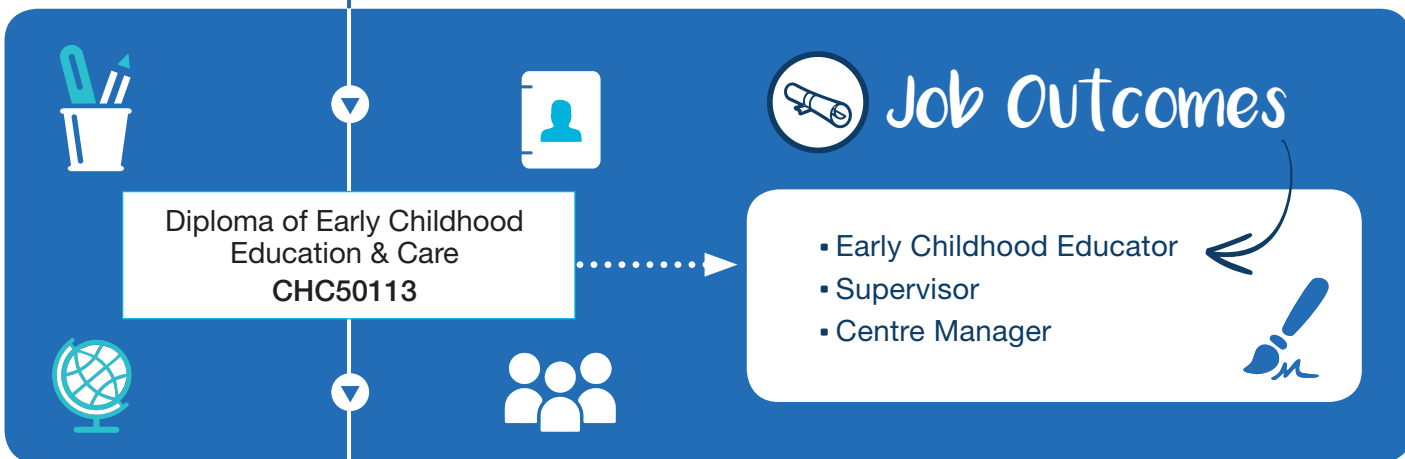 Job Outcomes
Diploma of Early Childhood
Education & Care
CHC50113
▪ Early Childhood Educator
▪ Supervisor
▪ Centre Manager